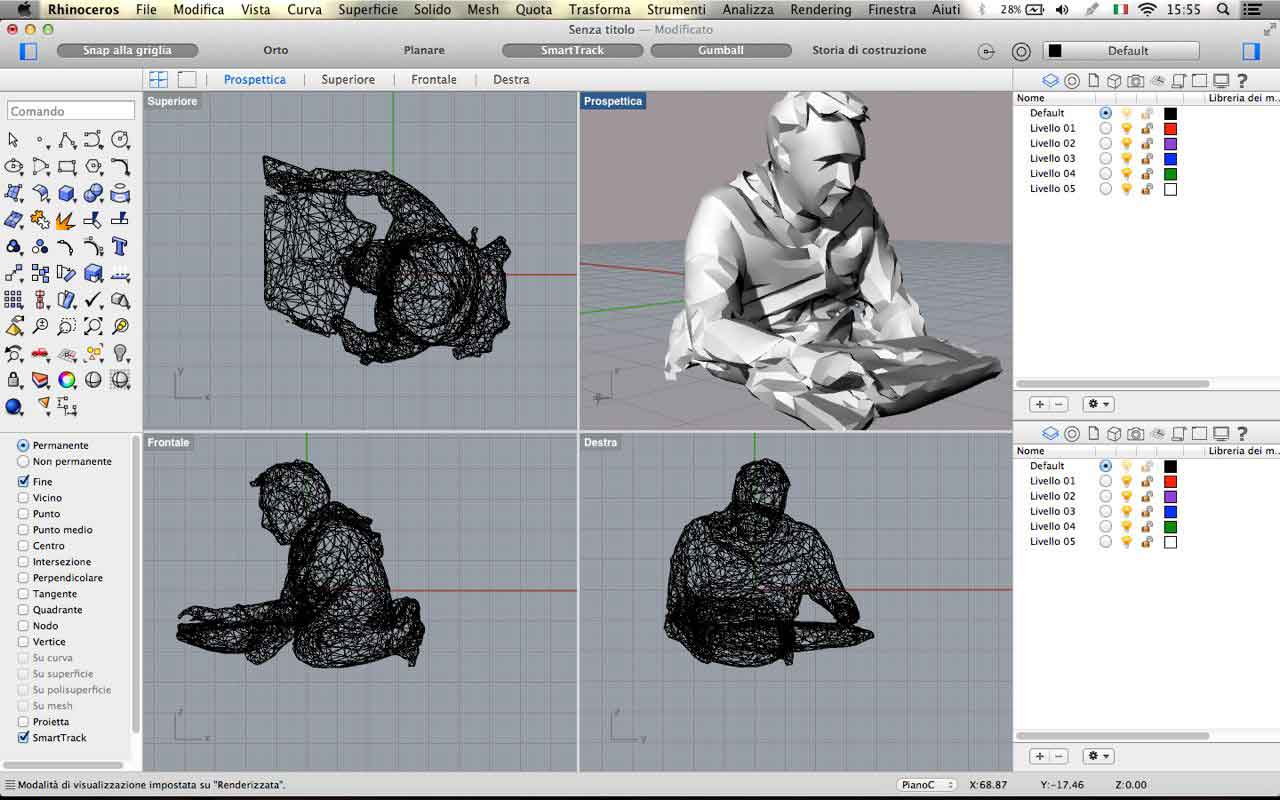 Rhinoceros File Modifica Vista Curva Superficie Solido Mesh Quota Trasforma Strumenti Analizza Rendering Finestra Aiuti 28% 15:55
Senza titolo — Modificato
Snap alla griglia Orto Planare SmartTrack Gumball Storia di costruzione Default
Prospettica Superiore Frontale Destra
Comando
Superiore
Prospettica
Frontale
Destra
y
x
z
x
z
y
Permanente
Non permanente
Fine
Vicino
Punto
Punto medio
Centro
Intersezione
Perpendicolare
Tangente
Quadrante
Nodo
Vertice
Su curva
Su superficie
Su polisuperficie
Su mesh
Proietta
SmartTrack
Nome Libreria dei m...
Default
Livello 01
Livello 02
Livello 03
Livello 04
Livello 05
Nome Libreria dei m...
Default
Livello 01
Livello 02
Livello 03
Livello 04
Livello 05
Modalità di visualizzazione impostata su "Renderizzata". PianoC X:68.87 Y:-17.46 Z:0.00